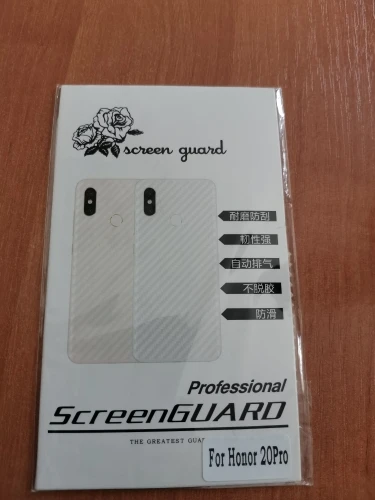 screen guard
耐磨防刮
韧性强
自动排气
不脱胶
防滑
Professional
ScreenGUARD
THE GREATEST
For Honor 20Pro